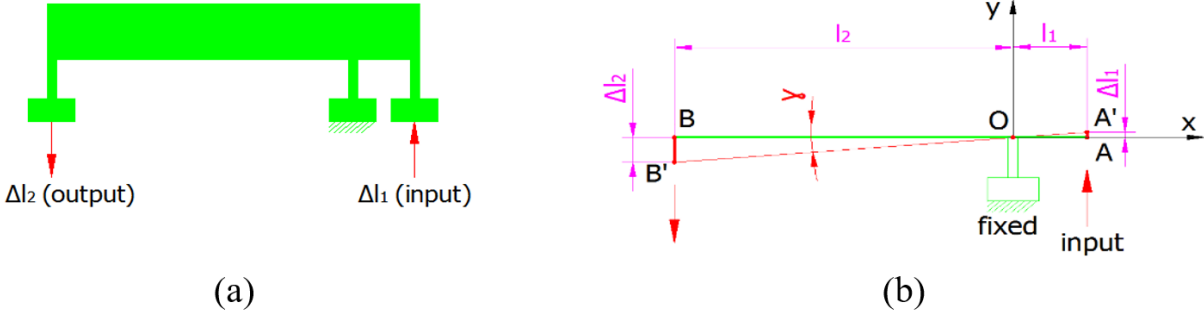 Δl₂ (output)
Δl₁ (input)
(a)
y
l₂
l₁
Δl₂
γ
Δl₁
B
O
A'
x
A
B'
fixed
input
(b)